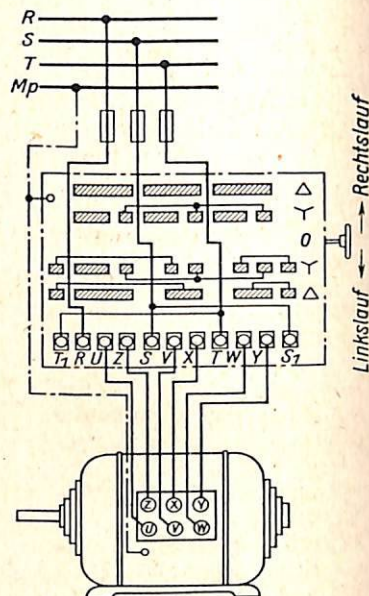 R
S
T
Mp
Rechtslauf
Δ
Y
0
Y
Δ
Linkslauf
T1 R U Z S V X T W Y S1
Z X Y
U V W